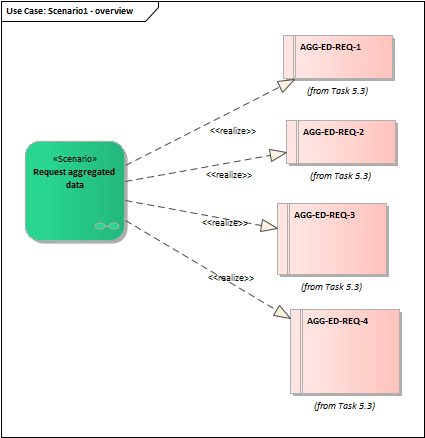 Use Case: Scenario1 - overview
AGG-ED-REQ-1
(from Task 5.3)
<<realize>>
AGG-ED-REQ-2
(from Task 5.3)
<<realize>>
«Scenario»
Request aggregated
data
AGG-ED-REQ-3
(from Task 5.3)
<<realize>>
AGG-ED-REQ-4
(from Task 5.3)
<<realize>>